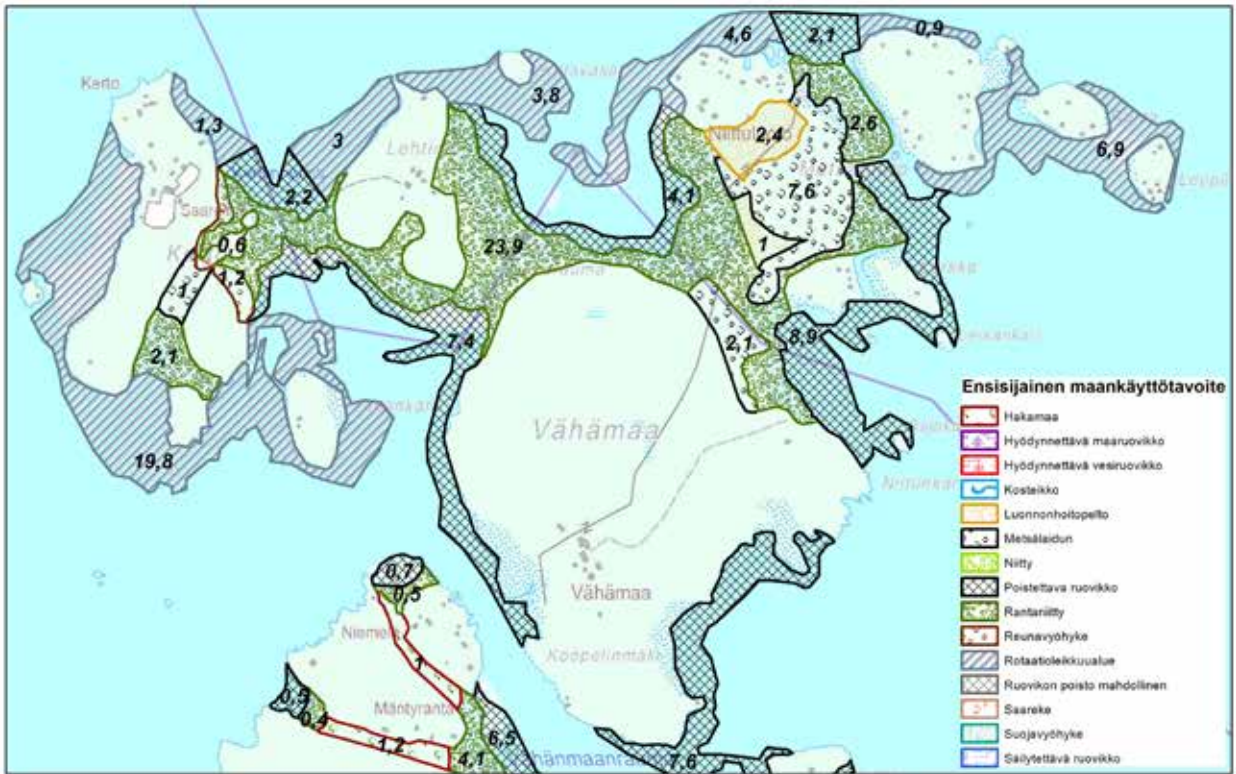 4,6
2,1
0,9
Kerto
3,8
1,3
3
2,6
2,4
6,9
2,2
4,1
7,6
0,6
23,9
1
1,2
1
2,1
7,4
2,1
8,9
Vähämaa
19,8
Vähämaa
0,7
0,5
Niemelä
Koopelinmäki
1
0,5
0,4
Mäntyranta
1,2
4,1
6,5
7,6
Ensisijainen maankäyttötavoite
Hakamaa
Hyödynnettävä maaruovikko
Hyödynnettävä vesiruovikko
Kosteikko
Luonnonhoitopelto
Metsälaidun
Niitty
Poistettava ruovikko
Rantaniitty
Reunavyöhyke
Rotaatioleikkuualue
Ruovikon poisto mahdollinen
Saareke
Suojavyöhyke
Säilytettävä ruovikko